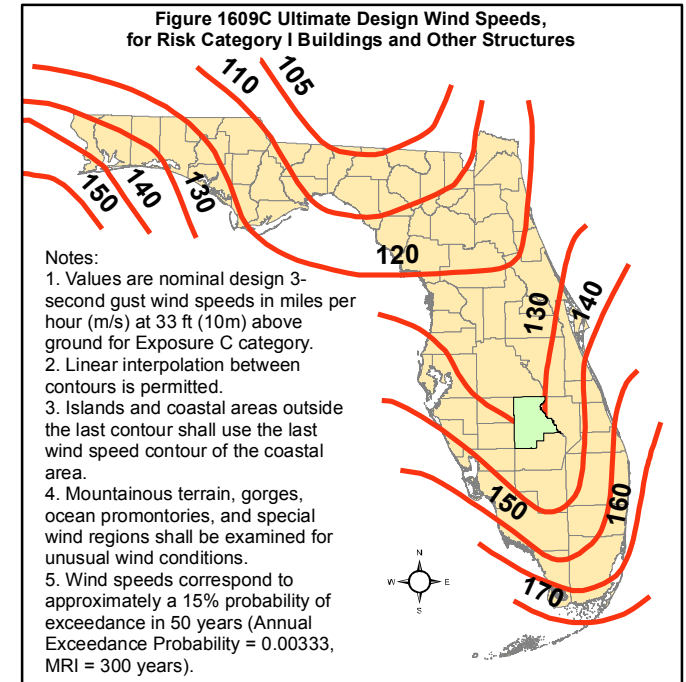 Figure 1609C Ultimate Design Wind Speeds,
for Risk Category I Buildings and Other Structures
105
110
150
140
130
120
Notes:
1. Values are nominal design 3-
second gust wind speeds in miles per
hour (m/s) at 33 ft (10m) above
ground for Exposure C category.
2. Linear interpolation between
contours is permitted.
3. Islands and coastal areas outside
the last contour shall use the last
wind speed contour of the coastal
area.
4. Mountainous terrain, gorges,
ocean promontories, and special
wind regions shall be examined for
unusual wind conditions.
5. Wind speeds correspond to
approximately a 15% probability of
exceedance in 50 years (Annual
Exceedance Probability = 0.00333,
MRI = 300 years).
130
140
150
160
170
N
W
E
S